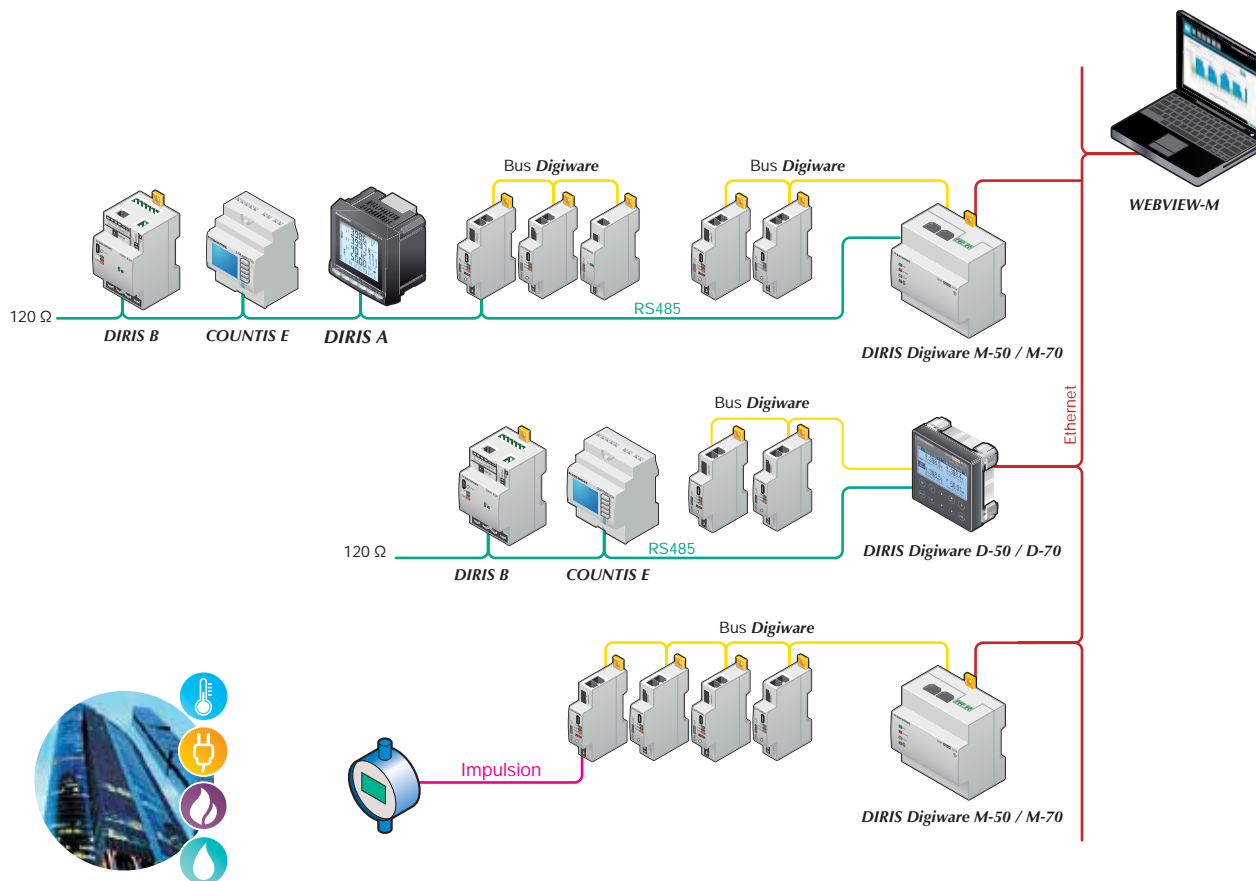 WEBVIEW-M
Bus Digiware
Bus Digiware
RS485
120 Ω
DIRIS B
COUNTIS E
DIRIS A
DIRIS Digiware M-50 / M-70
Ethernet
Bus Digiware
RS485
120 Ω
DIRIS B
COUNTIS E
DIRIS Digiware D-50 / D-70
Bus Digiware
Impulsion
DIRIS Digiware M-50 / M-70